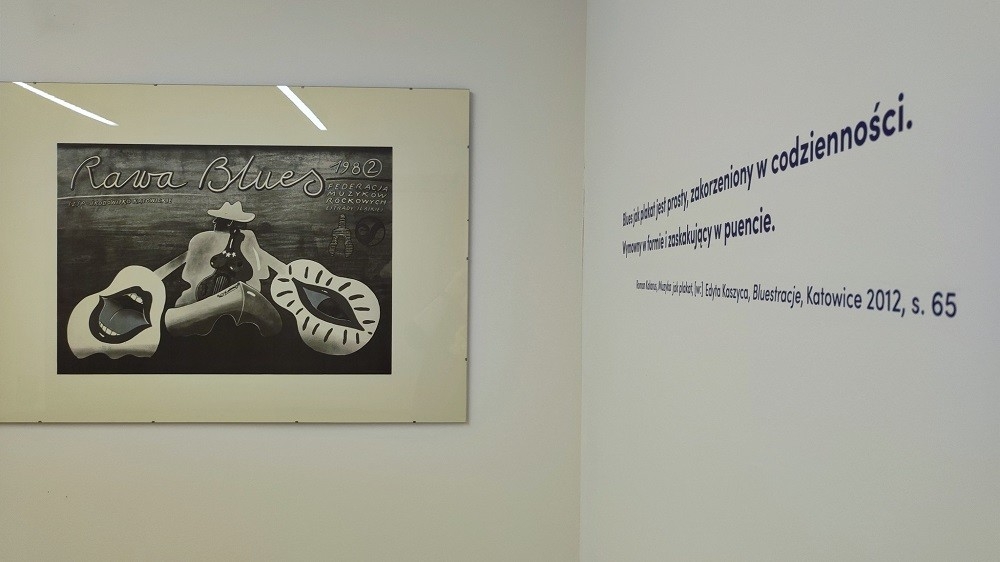 Rawa Blues 1982
FEDERACJA
MUZYKÓW
ROCKOWYCH
Blues jak plakat jest prosty, zakorzeniony w codzienności.
Wymowny w formie i zaskakujący w puencie.
Roman Kalarus, Muzyka jak plakat, [w:] Edyta Kaszyca, Bluestracje, Katowice 2012, s. 65